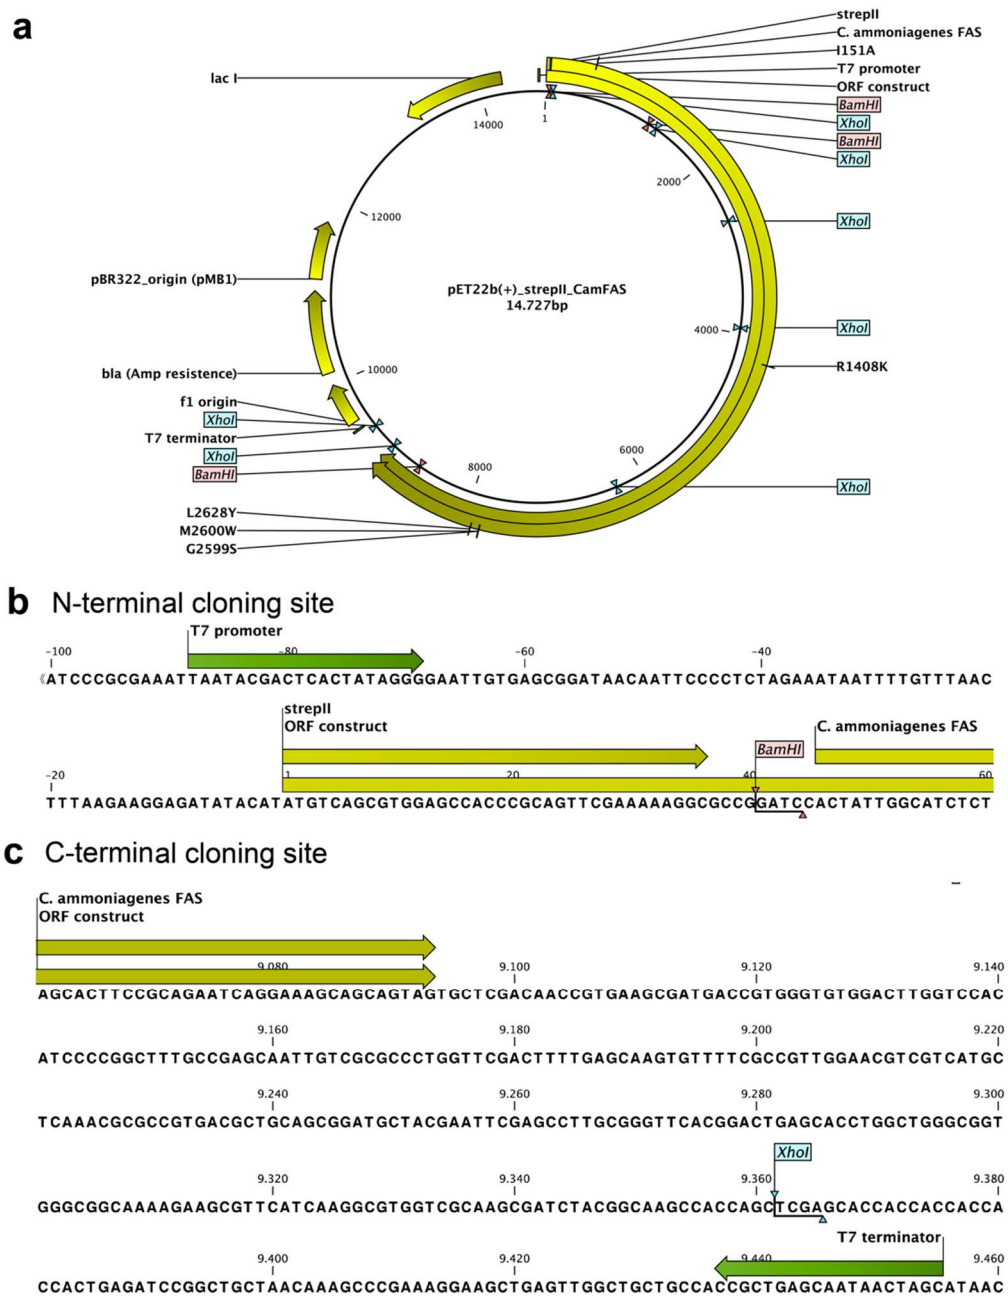 a
strepII
C. ammoniagenes FAS
I151A
T7 promoter
ORF construct
BamHI
XhoI
BamHI
XhoI
lac I
14000
1
2000
XhoI
12000
pBR322_origin (pMB1)
pET22b(+)_strepII_CamFAS
14.727bp
4000
XhoI
R1408K
bla (Amp resistence)
10000
f1 origin
XhoI
T7 terminator
XhoI
BamHI
8000
6000
XhoI
L2628Y
M2600W
G2599S
b N-terminal cloning site
T7 promoter
-100 -80 -60 -40
ATCCCGCGAAATTAATACGACTCACTATAGGGGAATTGTGAGCGGATAACAATTCCCCTCTAGAAATAATTTTGTTTAAC
strepII
ORF construct
C. ammoniagenes FAS
BamHI
-20 1 20 40 60
TTTAAGAAGGAGATATACATATGTCAGCGTGGAGCCACCCGCAGTTCGAAAAAGGCGCCGGATCCACTATTGGCATCTCT
c C-terminal cloning site
C. ammoniagenes FAS
ORF construct
9.080 9.100 9.120 9.140
AGCACTTCCGCAGAATCAGGAAAGCAGCAGTAGTGCTCGACAACCGTGAAGCGATGACCGTGGGTGTGGACTTGGTCCAC
9.160 9.180 9.200 9.220
ATCCCCGGCTTTGCCGAGCAATTGTCGCGCCCTGGTTCGACTTTTGAGCAAGTGTTTTCGCCGTTGGAACGTCGTCATGC
9.240 9.260 9.280 9.300
TCAAACGCGCCGTGACGCTGCAGCGGATGCTACGAATTCGAGCCTTGCGGGTTCACGGACTGAGCACCTGGCTGGGCGGT
XhoI
9.320 9.340 9.360 9.380
GGGCGGCAAAAGAAGCGTTCATCAAGGCGTGGTCGCAAGCGATCTACGGCAAGCCACCAGCTCGAGCACCACCACCACCA
T7 terminator
9.400 9.420 9.440 9.460
CCACTGAGATCCGGCTGCTAACAAAGCCCGAAAGGAAGCTGAGTTGGCTGCTGCCACCGCTGAGCAATAACTAGCATAAC